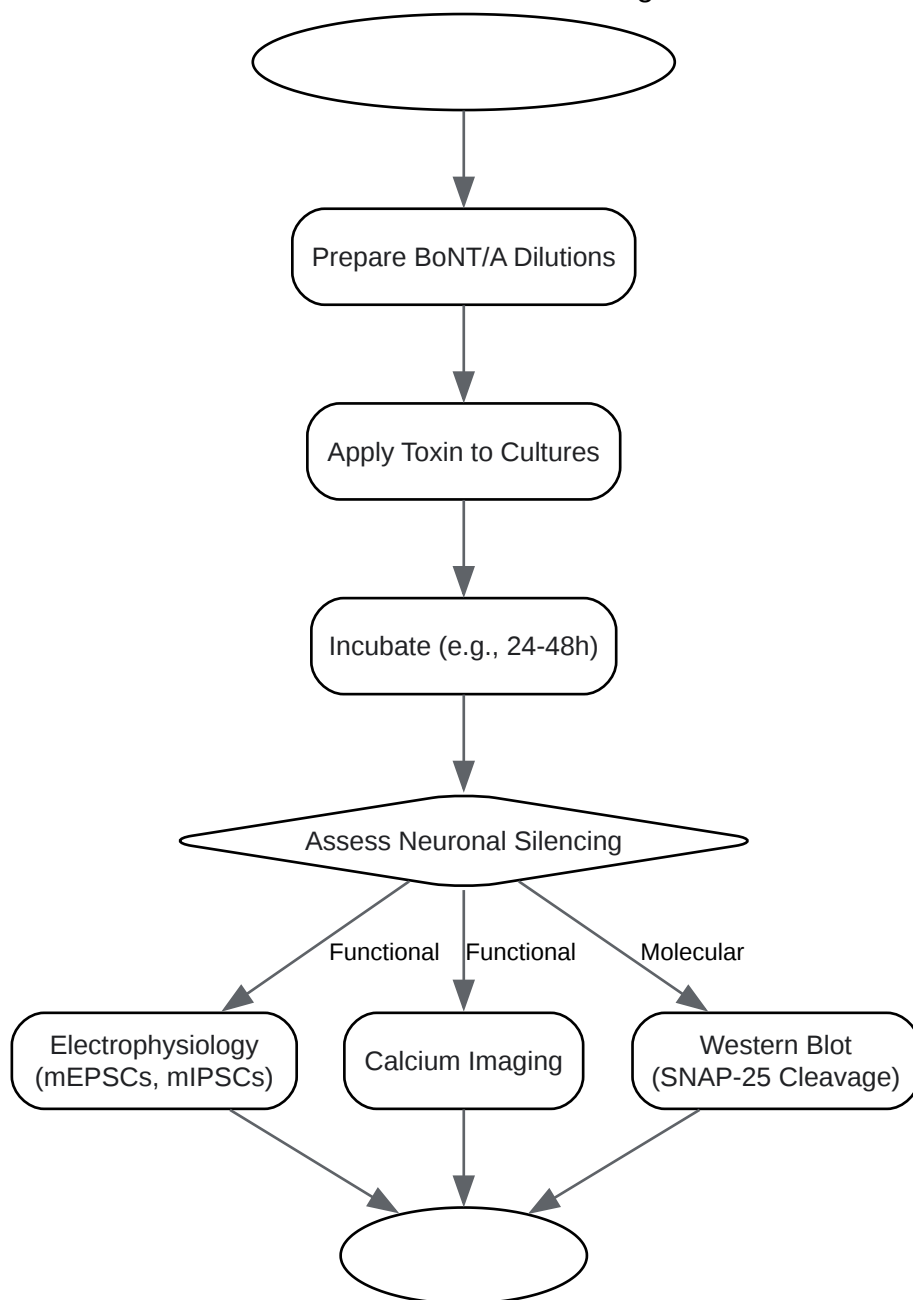 Prepare BoNT/A Dilutions
Apply Toxin to Cultures
Incubate (e.g., 24-48h)
Assess Neuronal Silencing
Functional
Functional
Molecular
Electrophysiology
(mEPSCs, mIPSCs)
Calcium Imaging
Western Blot
(SNAP-25 Cleavage)